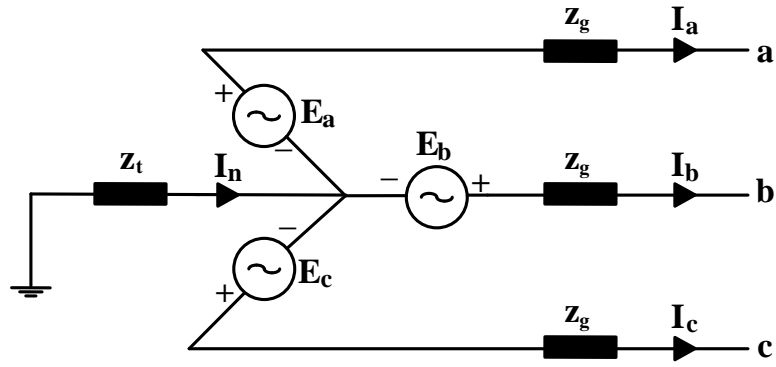 z_g I_a
a
+ E_a
−
z_t I_n E_b z_g I_b
− + b
−
+ E_c
z_g I_c
c